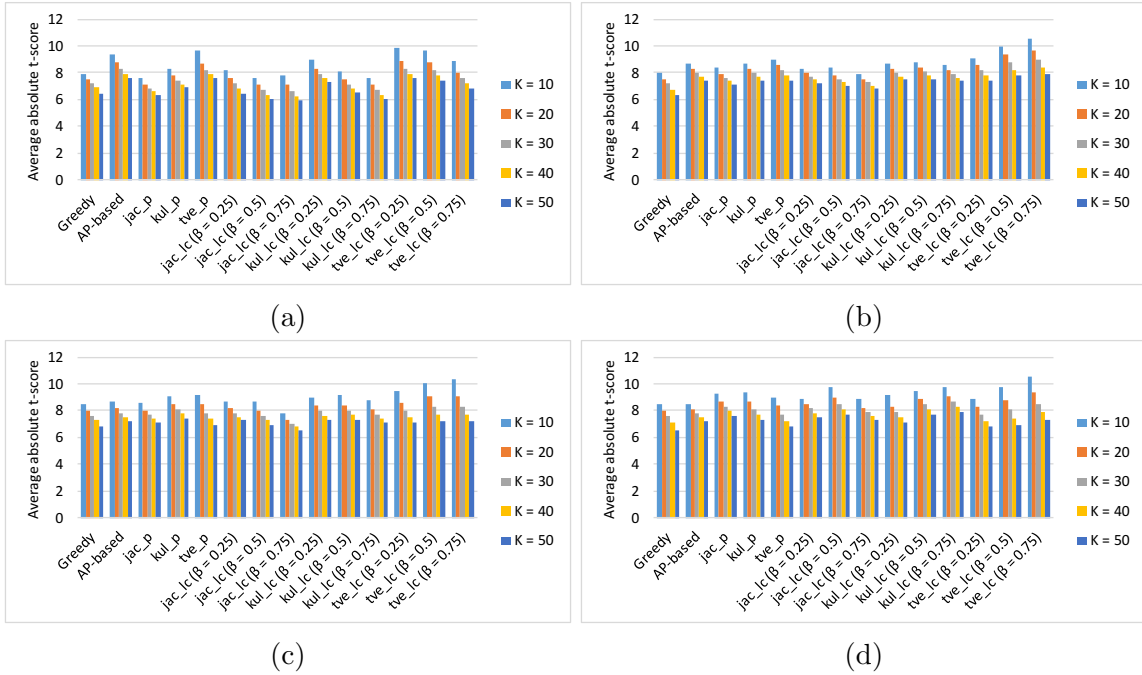 12
10
8
6
4
2
0
Average absolute t-score
Greedy
AP-based
jac_p
kul_p
tve_p
jac_lc (β = 0.25)
jac_lc (β = 0.5)
jac_lc (β = 0.75)
kul_lc (β = 0.25)
kul_lc (β = 0.5)
kul_lc (β = 0.75)
tve_lc (β = 0.25)
tve_lc (β = 0.5)
tve_lc (β = 0.75)
K = 10
K = 20
K = 30
K = 40
K = 50
(a)
12
10
8
6
4
2
0
Average absolute t-score
Greedy
AP-based
jac_p
kul_p
tve_p
jac_lc (β = 0.25)
jac_lc (β = 0.5)
jac_lc (β = 0.75)
kul_lc (β = 0.25)
kul_lc (β = 0.5)
kul_lc (β = 0.75)
tve_lc (β = 0.25)
tve_lc (β = 0.5)
tve_lc (β = 0.75)
K = 10
K = 20
K = 30
K = 40
K = 50
(b)
12
10
8
6
4
2
0
Average absolute t-score
Greedy
AP-based
jac_p
kul_p
tve_p
jac_lc (β = 0.25)
jac_lc (β = 0.5)
jac_lc (β = 0.75)
kul_lc (β = 0.25)
kul_lc (β = 0.5)
kul_lc (β = 0.75)
tve_lc (β = 0.25)
tve_lc (β = 0.5)
tve_lc (β = 0.75)
K = 10
K = 20
K = 30
K = 40
K = 50
(c)
12
10
8
6
4
2
0
Average absolute t-score
Greedy
AP-based
jac_p
kul_p
tve_p
jac_lc (β = 0.25)
jac_lc (β = 0.5)
jac_lc (β = 0.75)
kul_lc (β = 0.25)
kul_lc (β = 0.5)
kul_lc (β = 0.75)
tve_lc (β = 0.25)
tve_lc (β = 0.5)
tve_lc (β = 0.75)
K = 10
K = 20
K = 30
K = 40
K = 50
(d)